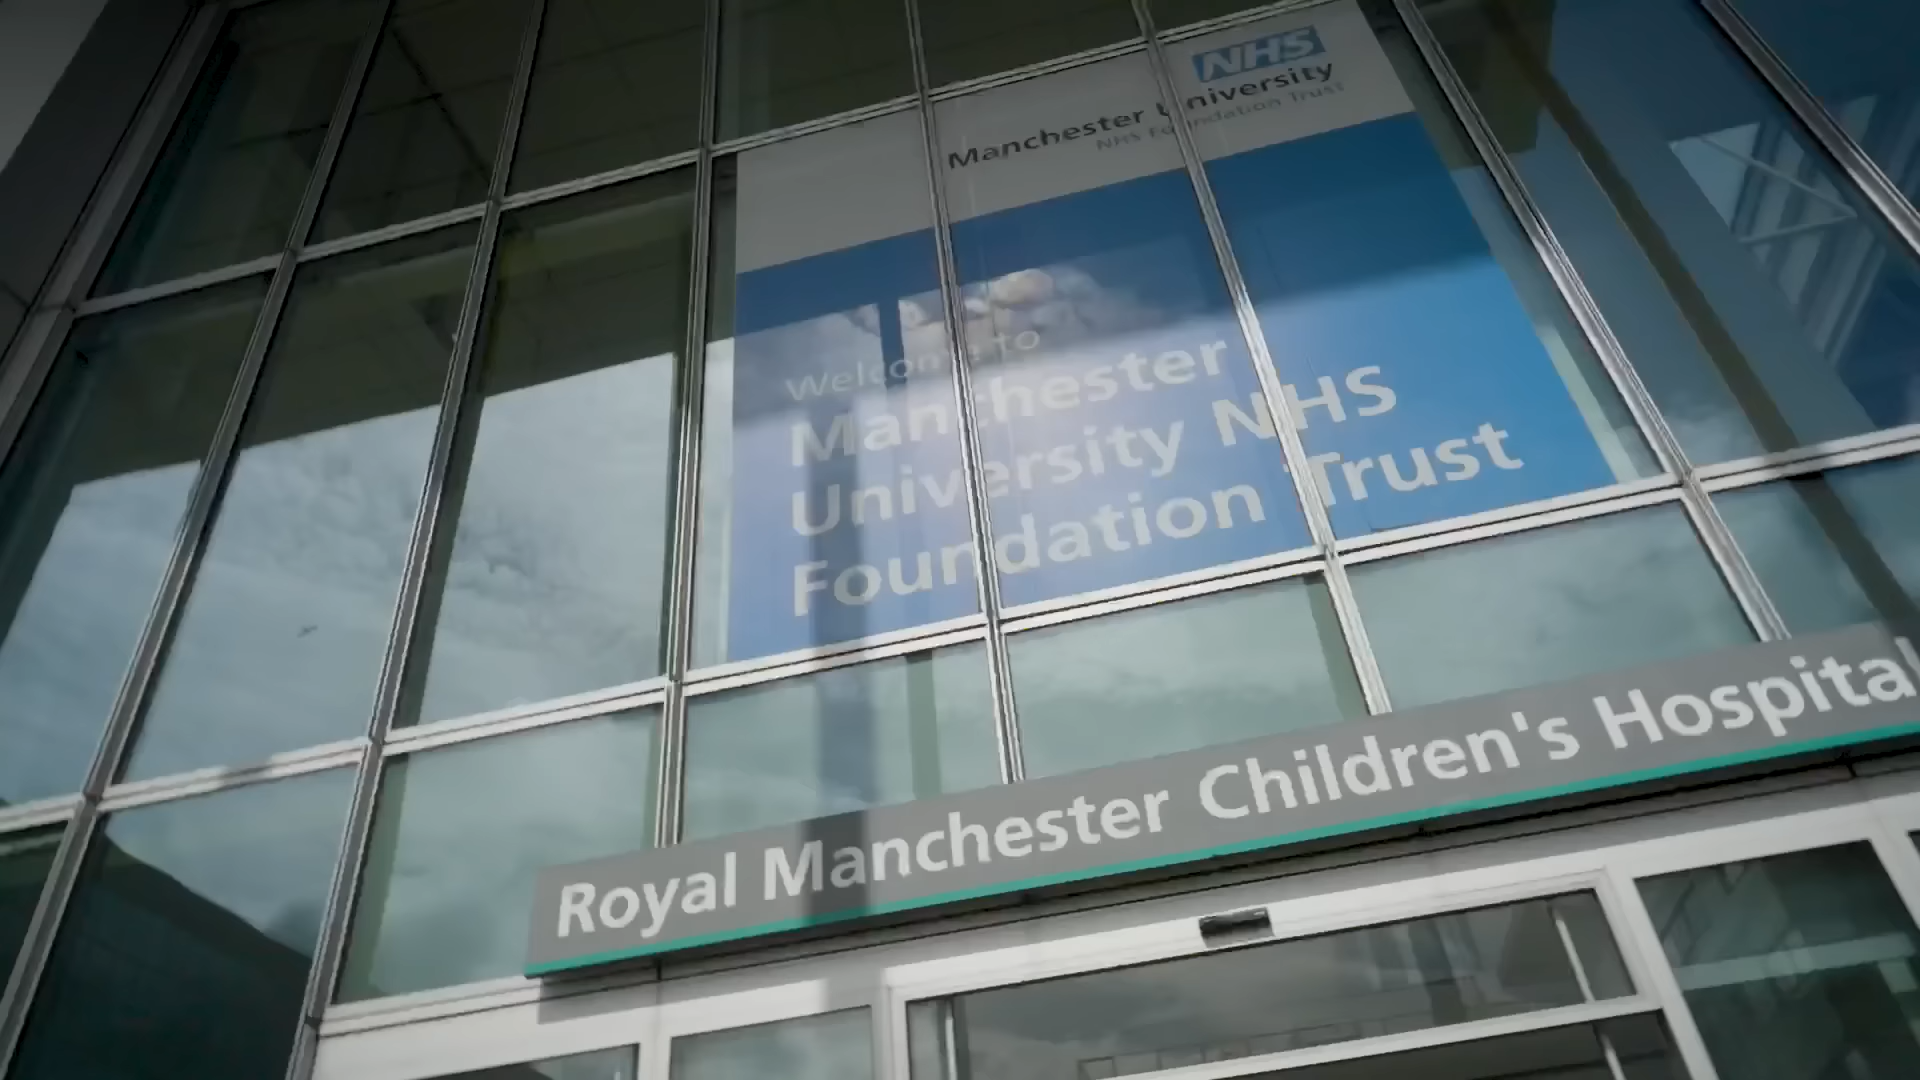 NHS
Manchester University
NHS Foundation Trust
Welcome to
Manchester
University NHS
Foundation Trust
Royal Manchester Children's Hospital